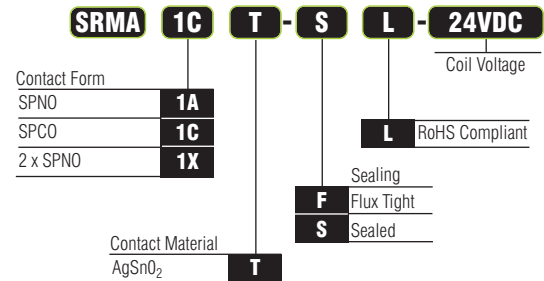 SRMA 1C T - S L - 24VDC
Coil Voltage
Contact Form
SPNO 1A
SPCO 1C
2 x SPNO 1X
L RoHS Compliant
Sealing
F Flux Tight
S Sealed
Contact Material
AgSn0₂ T